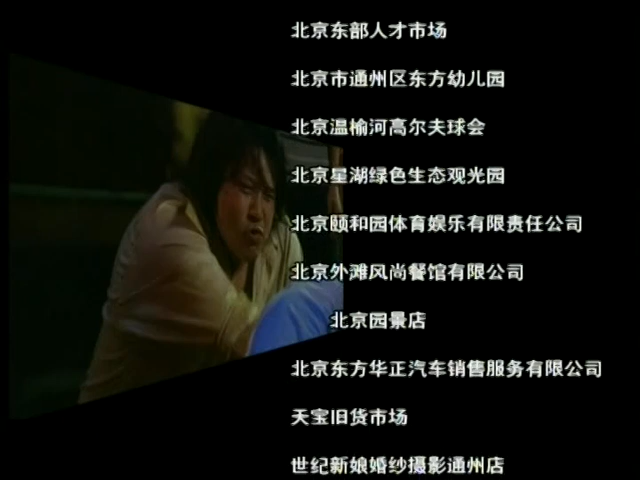 北京东部人才市场
北京市通州区东方幼儿园
北京温榆河高尔夫球会
北京星湖绿色生态观光园
北京颐和园体育娱乐有限责任公司
北京外滩风尚餐馆有限公司
北京园景店
北京东方华正汽车销售服务有限公司
天宝旧货市场
世纪新娘婚纱摄影通州店